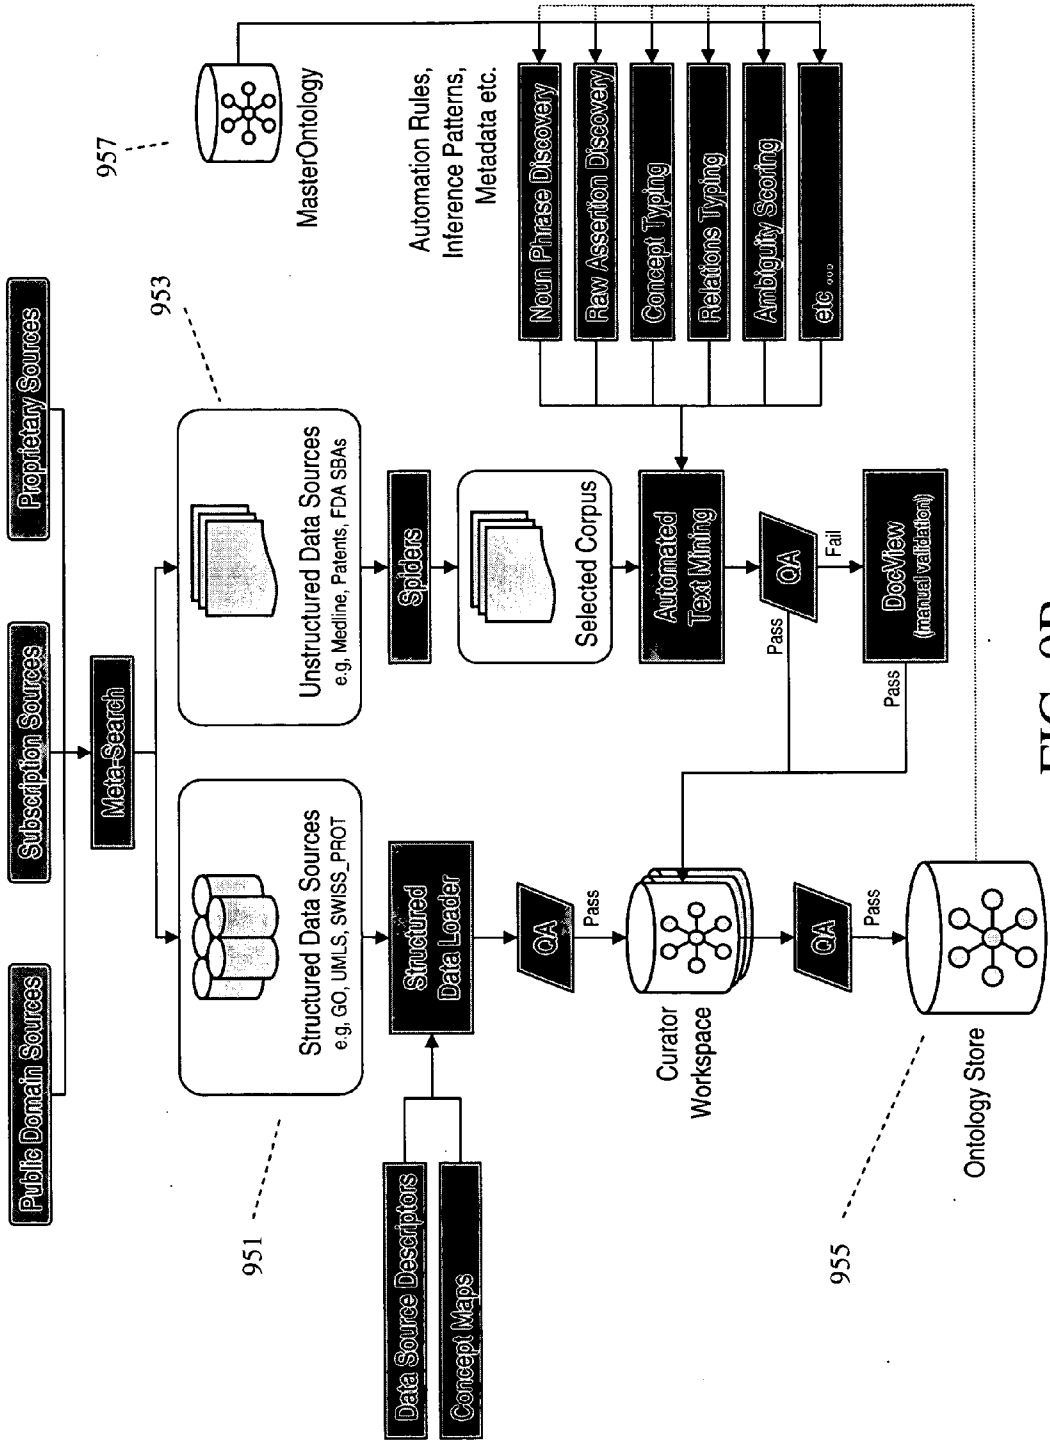 Public Domain Sources
Subscription Sources
Proprietary Sources
Meta-Search
951
Structured Data Sources
e.g, GO, UMLS, SWISS_PROT
953
Unstructured Data Sources
e.g, Medline, Patents, FDA SBAs
957
MasterOntology
Data Source Descriptors
Concept Maps
Structured
Data Loader
Spiders
Selected Corpus
Automation Rules,
Inference Patterns,
Metadata etc.
Noun Phrase Discovery
Raw Assertion Discovery
Concept Typing
Relations Typing
Ambiguity Scoring
etc ...
QA
Pass
Automated
Text Mining
Curator
Workspace
QA
Pass
Fail
QA
Pass
DocView
(manual validation)
Pass
955
Ontology Store